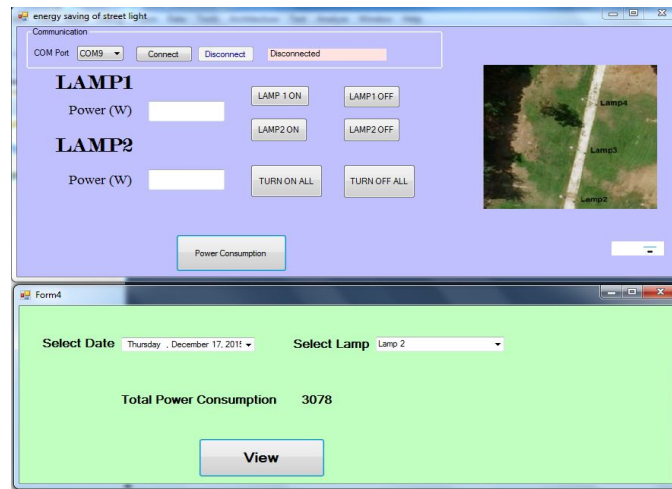 energy saving of street light
Communication
COM Port COM9 Connect Disconnect Disconnected
LAMP1
Power (W)
LAMP 1 ON LAMP1 OFF
LAMP2
LAMP2 ON LAMP2 OFF
Power (W)
TURN ON ALL TURN OFF ALL
Lamp4
Lamp3
Lamp2
Power Consumption
Form4
Select Date Thursday , December 17, 201 Select Lamp Lamp 2
Total Power Consumption 3078
View